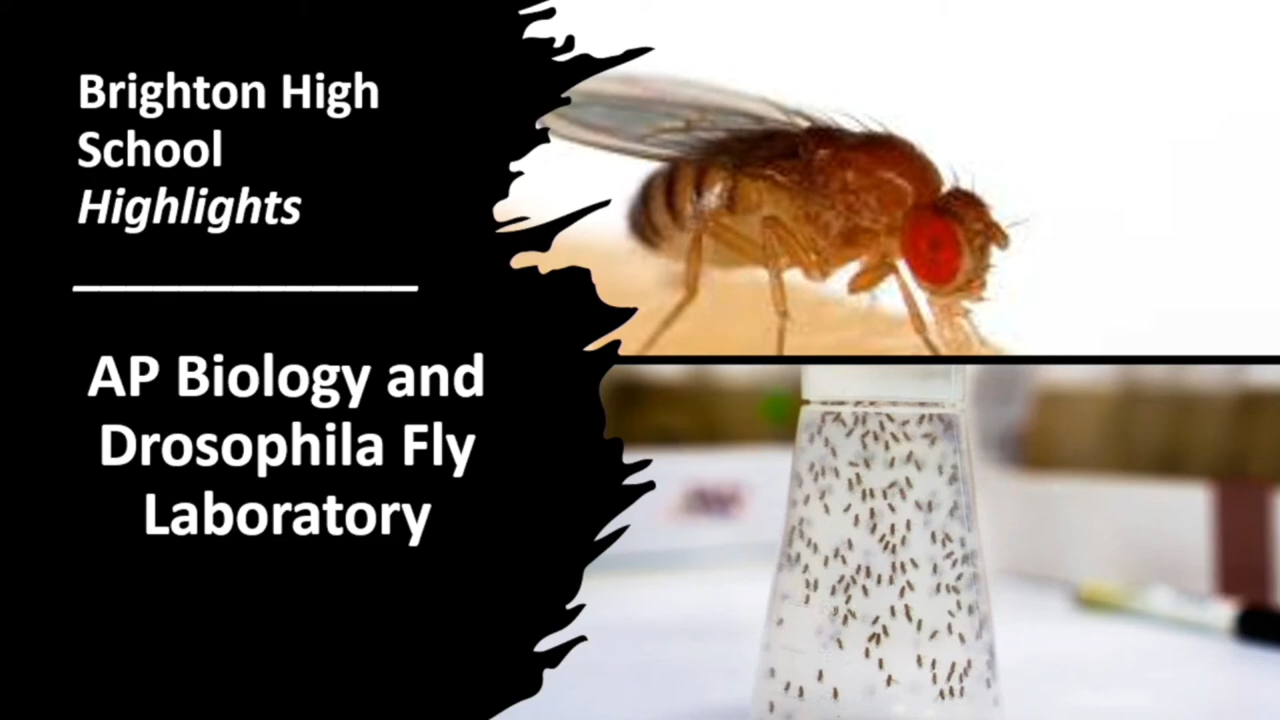 Brighton High
School
Highlights
AP Biology and
Drosophila Fly
Laboratory